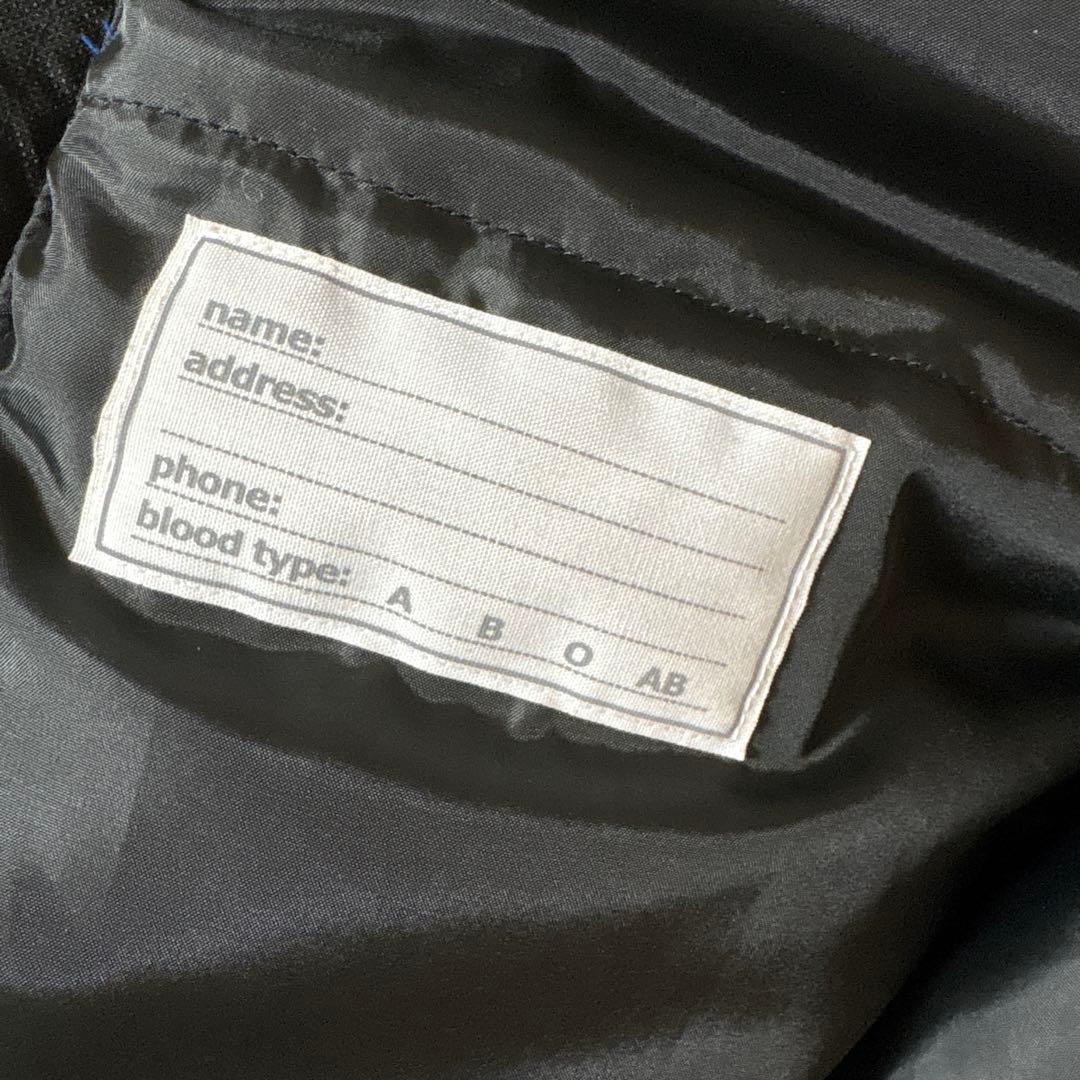 name:
address:
phone:
blood type: A B O AB